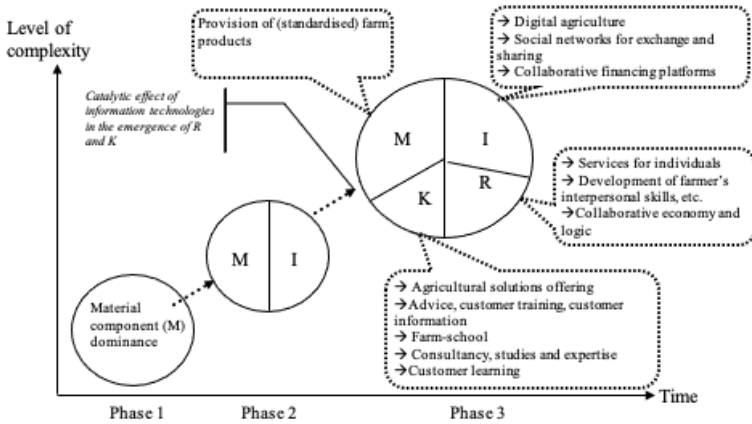 Level of
complexity
Provision of (standardised) farm
products
→ Digital agriculture
→ Social networks for exchange and
sharing
→ Collaborative financing platforms
Catalytic effect of
information technologies
in the emergence of R
and K
M
I
K
R
→ Services for individuals
→ Development of farmer's
interpersonal skills, etc.
→Collaborative economy and
logic
M
I
Material
component (M)
dominance
→ Agricultural solutions offering
→Advice, customer training, customer
information
→ Farm-school
→ Consultancy, studies and expertise
→Customer learning
Time
Phase 1
Phase 2
Phase 3